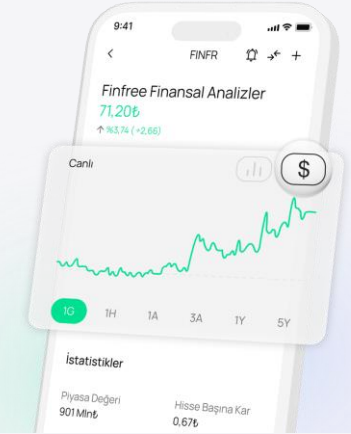 9:41
FINFR
Finfree Finansal Analizler
71,20₺
↑ %3,74 (+2,66)
Canlı
$
1G 1H 1A 3A 1Y 5Y
İstatistikler
Piyasa Değeri Hisse Başına Kar
901 Mln₺ 0,67₺